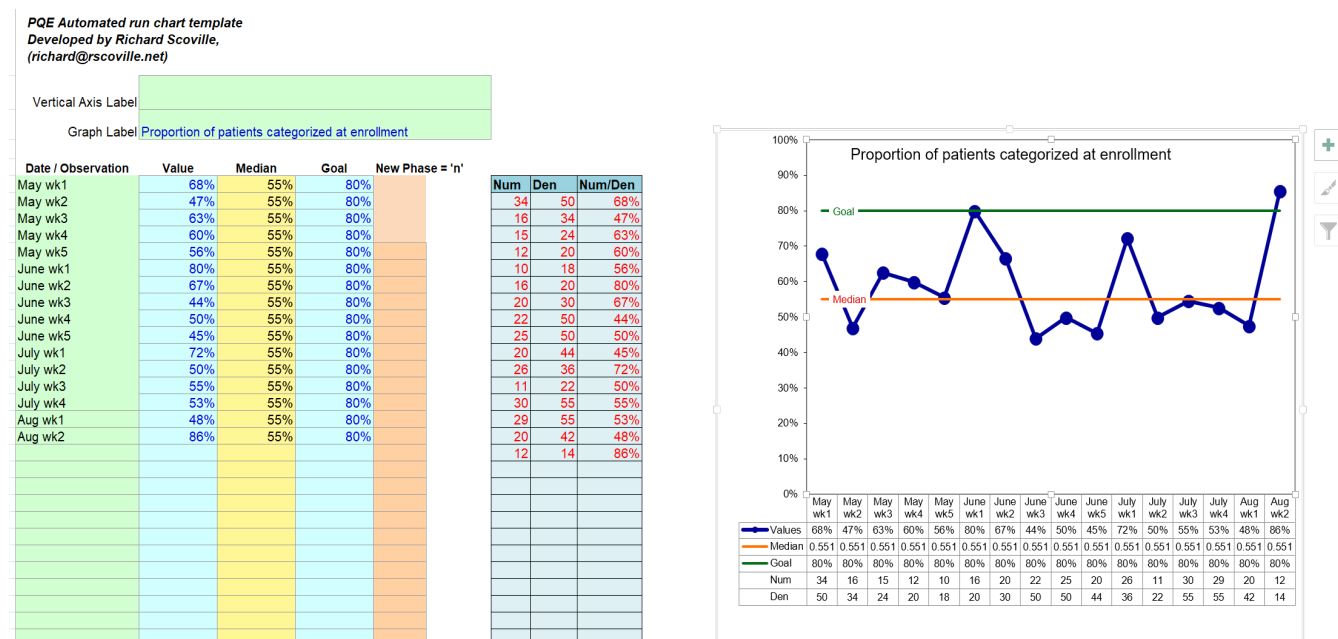 PQE Automated run chart template
Developed by Richard Scoville,
(richard@rscoville.net)
Vertical Axis Label
Graph Label Proportion of patients categorized at enrollment
Date / Observation Value Median Goal New Phase = 'n'
May wk1 68% 55% 80%
May wk2 47% 55% 80%
May wk3 63% 55% 80%
May wk4 60% 55% 80%
May wk5 56% 55% 80%
June wk1 80% 55% 80%
June wk2 67% 55% 80%
June wk3 44% 55% 80%
June wk4 50% 55% 80%
June wk5 45% 55% 80%
July wk1 72% 55% 80%
July wk2 50% 55% 80%
July wk3 55% 55% 80%
July wk4 53% 55% 80%
Aug wk1 48% 55% 80%
Aug wk2 86% 55% 80%
Num Den Num/Den
34 50 68%
16 34 47%
15 24 63%
12 20 60%
10 18 56%
16 20 80%
20 30 67%
22 50 44%
25 50 50%
20 44 45%
26 36 72%
11 22 50%
30 55 55%
29 55 53%
20 42 48%
12 14 86%
Proportion of patients categorized at enrollment
100%
90%
80%
70%
60%
50%
40%
30%
20%
10%
0%
Goal
Median
May May May May May June June June June June July July July July Aug Aug
wk1 wk2 wk3 wk4 wk5 wk1 wk2 wk3 wk4 wk5 wk1 wk2 wk3 wk4 wk1 wk2
Values 68% 47% 63% 60% 56% 80% 67% 44% 50% 45% 72% 50% 55% 53% 48% 86%
Median 0.551 0.551 0.551 0.551 0.551 0.551 0.551 0.551 0.551 0.551 0.551 0.551 0.551 0.551 0.551 0.551
Goal 80% 80% 80% 80% 80% 80% 80% 80% 80% 80% 80% 80% 80% 80% 80% 80%
Num 34 16 15 12 10 16 20 22 25 20 26 11 30 29 20 12
Den 50 34 24 20 18 20 30 50 50 44 36 22 55 55 42 14